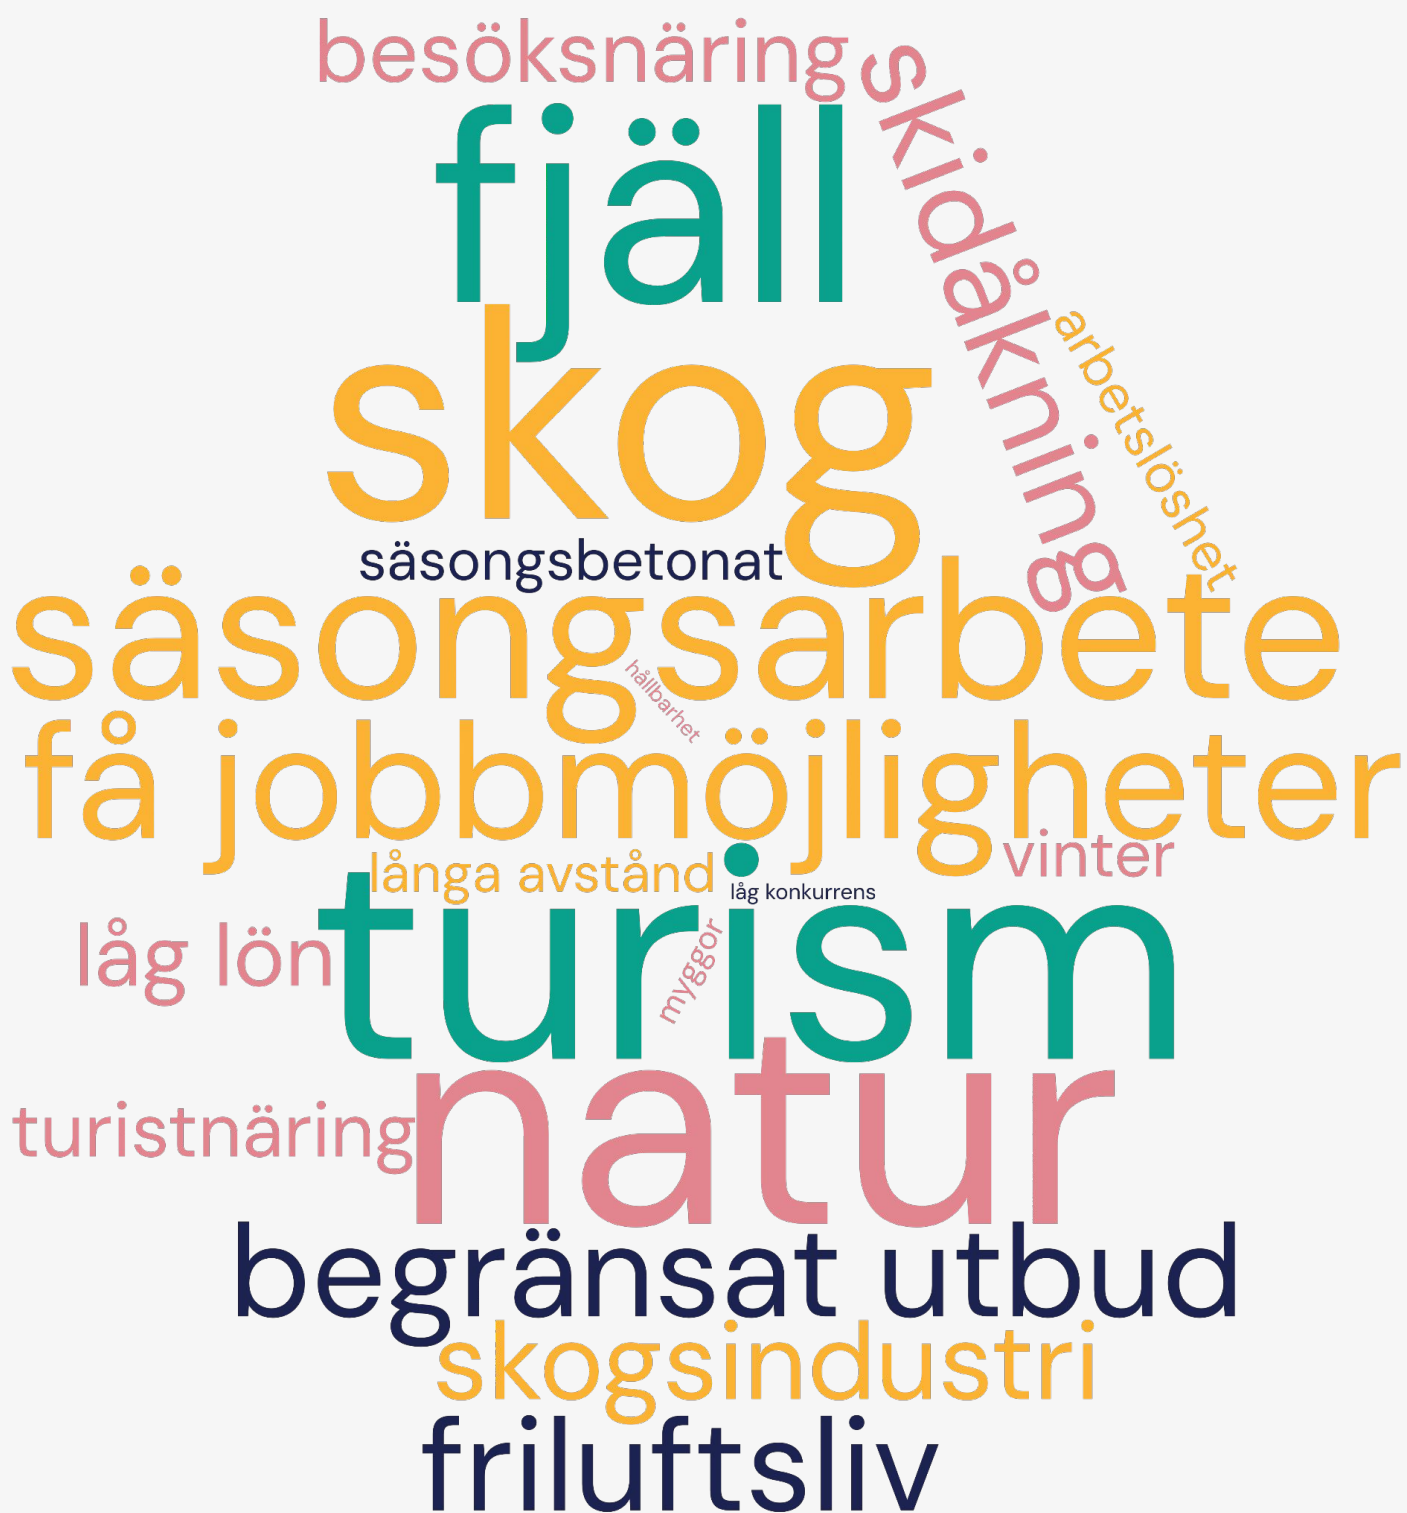 besöksnäring
skidåkning
fjäll
arbetslöshet
skog
säsongsbetonat
säsongsarbete
hållbarhet
få jobbmöjligheter
vinter
långa avstånd
låg konkurrens
turism
låg lön
myggor
natur
turistnäring
begränsat utbud
skogsindustri
friluftsliv